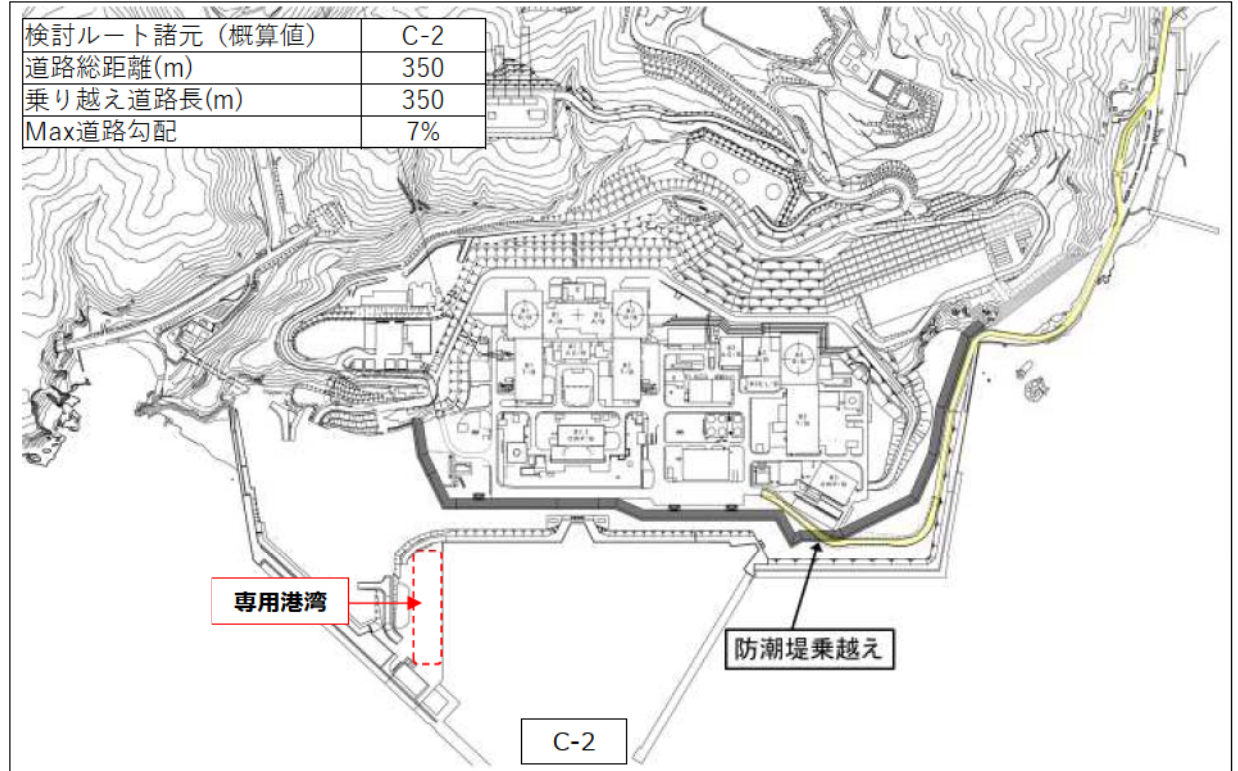 検討ルート諸元（概算値） C-2
道路総距離(m) 350
乗り越え道路長(m) 350
Max道路勾配 7%
専用港湾
防潮堤乗越え
C-2